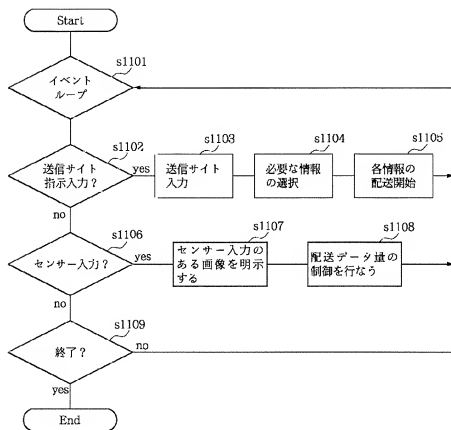 Start
s1101
イベント
ループ
s1102
送信サイト
指示入力？
yes
s1103
送信サイト
入力
s1104
必要な情報
の選択
s1105
各情報の
配送開始
no
s1106
センサー入力？
yes
s1107
センサー入力の
ある画像を明示
する
s1108
配送データ量の
制御を行なう
no
s1109
終了？
no
yes
End